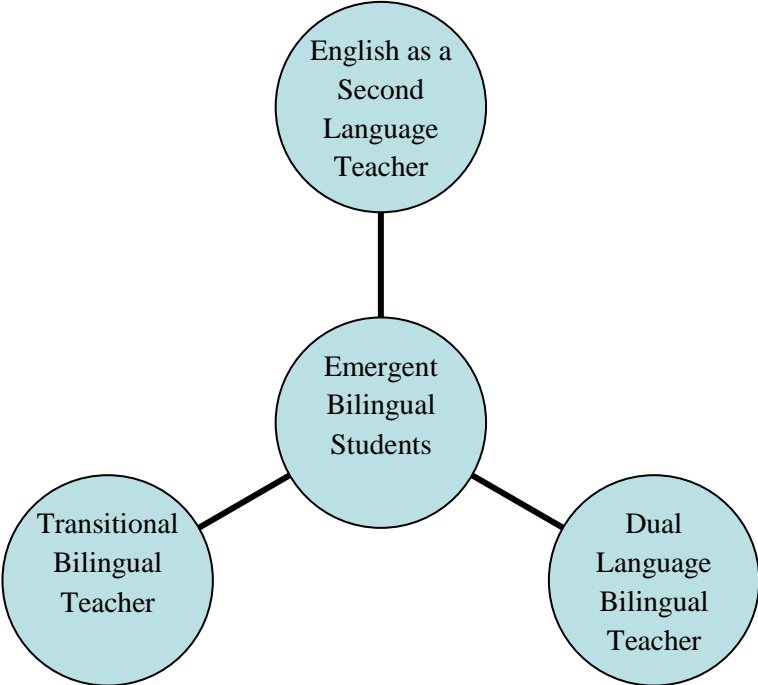 English as a
Second
Language
Teacher
Emergent
Bilingual
Students
Transitional
Bilingual
Teacher
Dual
Language
Bilingual
Teacher